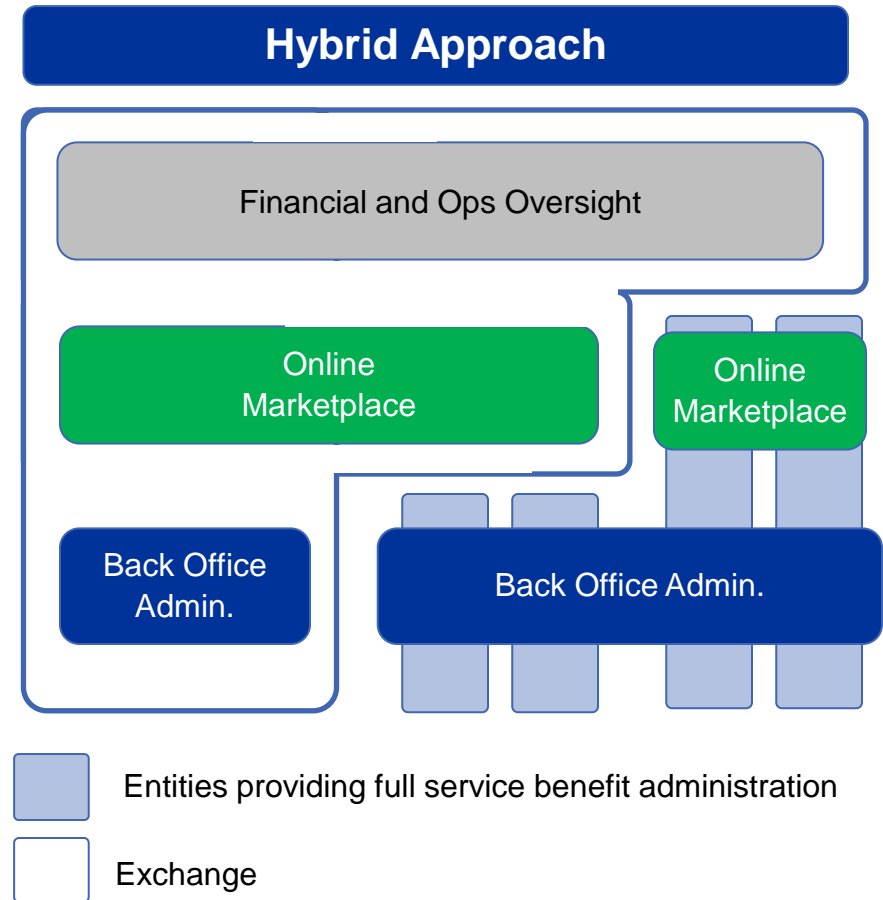 Hybrid Approach
Financial and Ops Oversight
Online
Marketplace
Online
Marketplace
Back Office
Admin.
Back Office Admin.
Entities providing full service benefit administration
Exchange